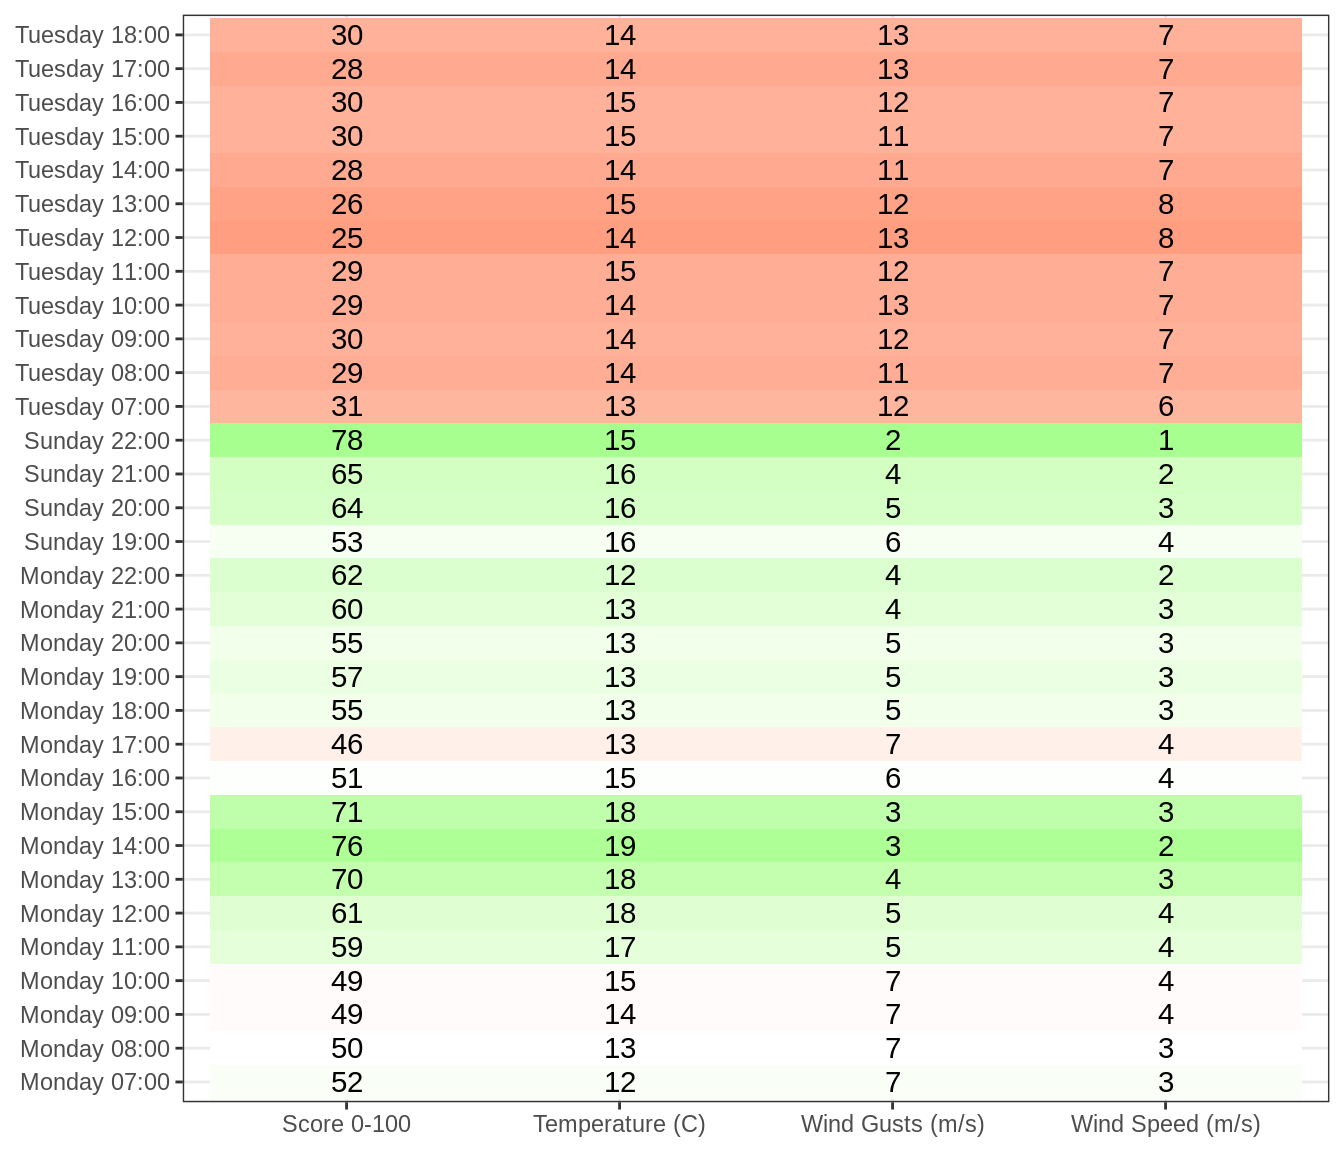 Tuesday 18:00 30 14 13 7
Tuesday 17:00 28 14 13 7
Tuesday 16:00 30 15 12 7
Tuesday 15:00 30 15 11 7
Tuesday 14:00 28 14 11 7
Tuesday 13:00 26 15 12 8
Tuesday 12:00 25 14 13 8
Tuesday 11:00 29 15 12 7
Tuesday 10:00 29 14 13 7
Tuesday 09:00 30 14 12 7
Tuesday 08:00 29 14 11 7
Tuesday 07:00 31 13 12 6
Sunday 22:00 78 15 2 1
Sunday 21:00 65 16 4 2
Sunday 20:00 64 16 5 3
Sunday 19:00 53 16 6 4
Monday 22:00 62 12 4 2
Monday 21:00 60 13 4 3
Monday 20:00 55 13 5 3
Monday 19:00 57 13 5 3
Monday 18:00 55 13 5 3
Monday 17:00 46 13 7 4
Monday 16:00 51 15 6 4
Monday 15:00 71 18 3 3
Monday 14:00 76 19 3 2
Monday 13:00 70 18 4 3
Monday 12:00 61 18 5 4
Monday 11:00 59 17 5 4
Monday 10:00 49 15 7 4
Monday 09:00 49 14 7 4
Monday 08:00 50 13 7 3
Monday 07:00 52 12 7 3
Score 0-100 Temperature (C) Wind Gusts (m/s) Wind Speed (m/s)